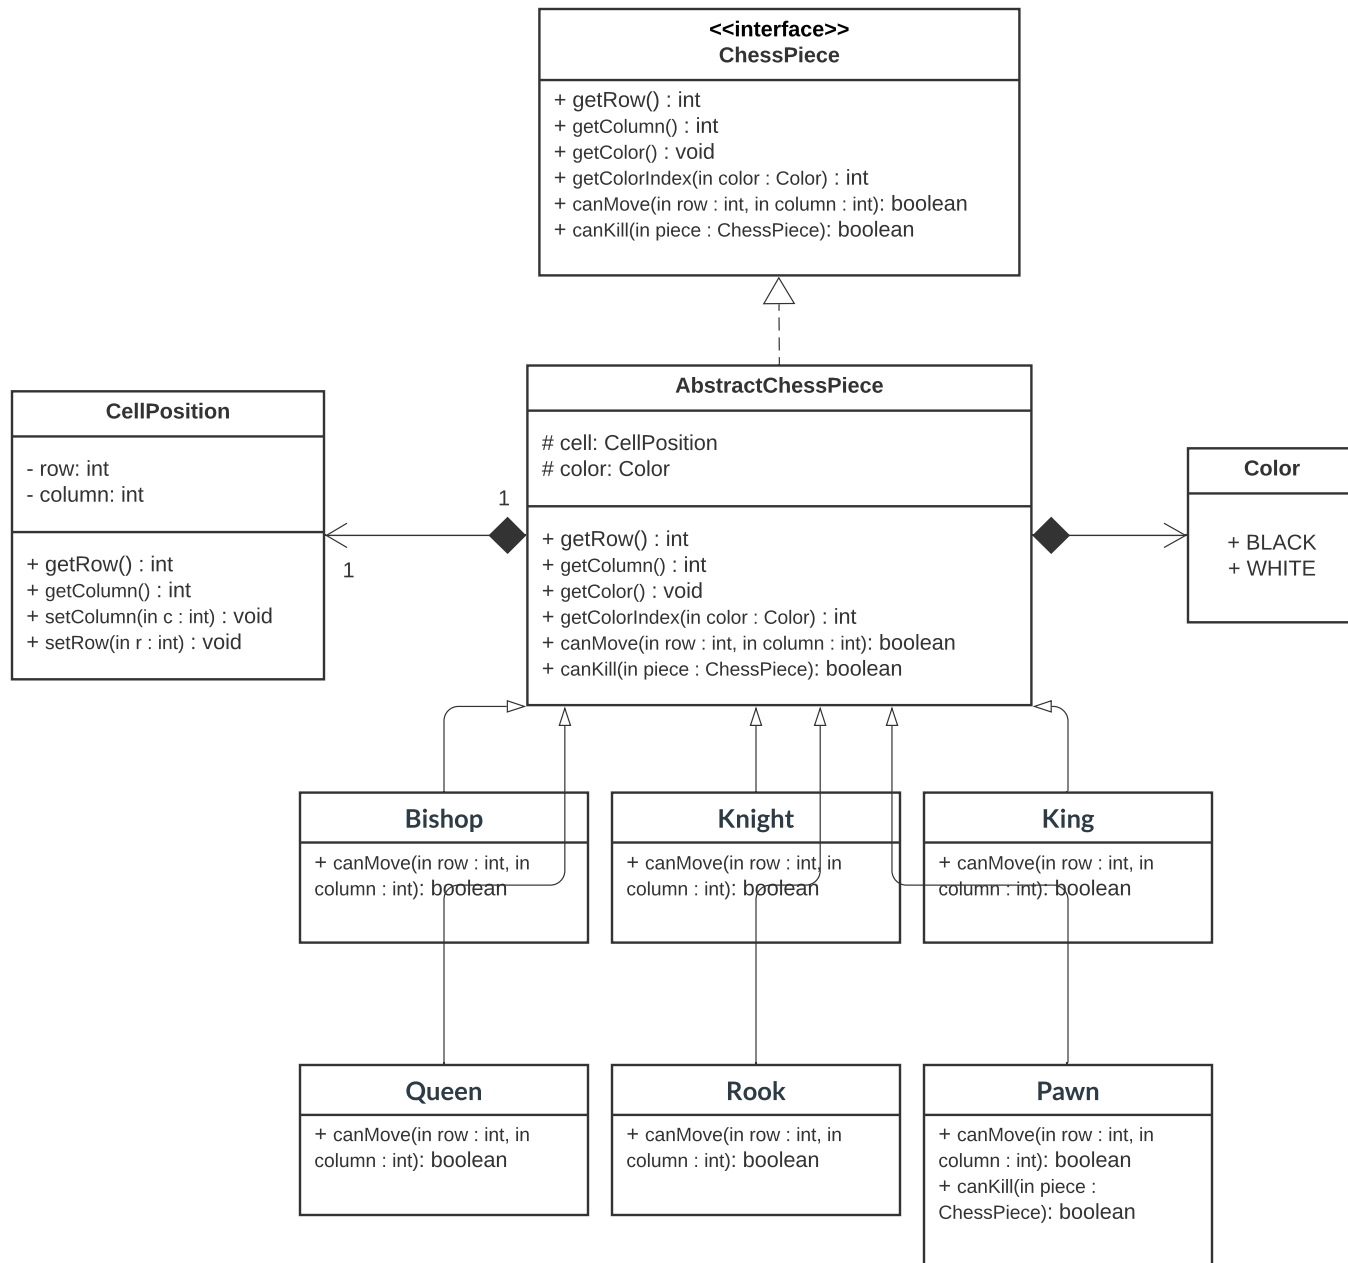 <<interface>>
ChessPiece
+ getRow() : int
+ getColumn() : int
+ getColor() : void
+ getColorIndex(in color : Color) : int
+ canMove(in row : int, in column : int): boolean
+ canKill(in piece : ChessPiece): boolean
CellPosition
- row: int
- column: int
+ getRow() : int
+ getColumn() : int
+ setColumn(in c : int) : void
+ setRow(in r : int) : void
1
1
AbstractChessPiece
# cell: CellPosition
# color: Color
+ getRow() : int
+ getColumn() : int
+ getColor() : void
+ getColorIndex(in color : Color) : int
+ canMove(in row : int, in column : int): boolean
+ canKill(in piece : ChessPiece): boolean
Color
+ BLACK
+ WHITE
Bishop
+ canMove(in row : int, in
column : int): boolean
Knight
+ canMove(in row : int, in
column : int): boolean
King
+ canMove(in row : int, in
column : int): boolean
Queen
+ canMove(in row : int, in
column : int): boolean
Rook
+ canMove(in row : int, in
column : int): boolean
Pawn
+ canMove(in row : int, in
column : int): boolean
+ canKill(in piece :
ChessPiece): boolean